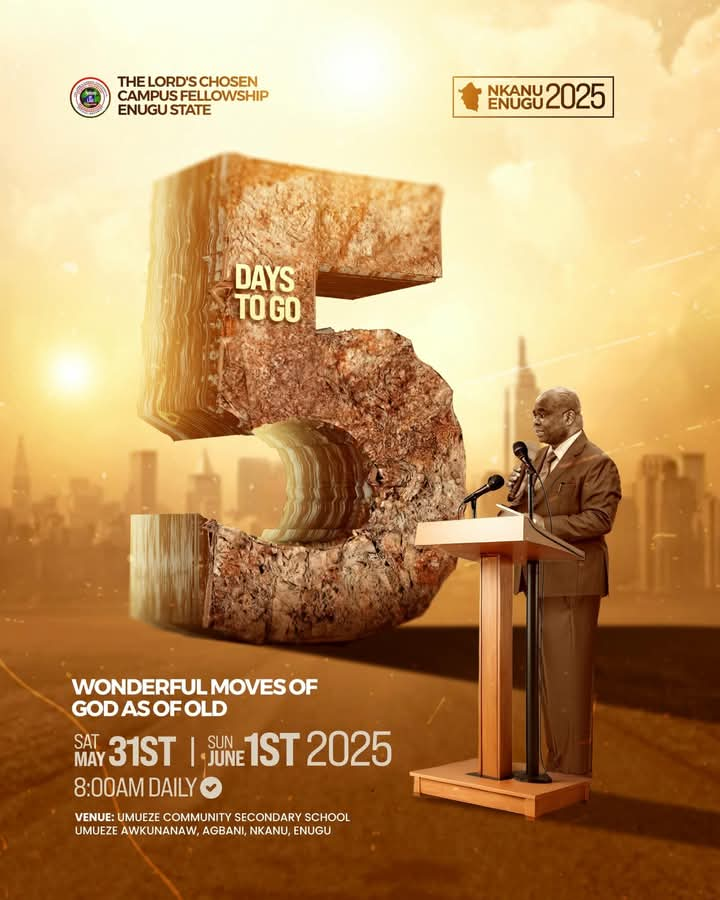 THE LORD'S CHOSEN
CAMPUS FELLOWSHIP
ENUGU STATE
NKANU
ENUGU 2025
5
DAYS
TO GO
WONDERFUL MOVES OF
GOD AS OF OLD
SAT MAY 31ST | SUN JUNE 1ST 2025
8:00AM DAILY
VENUE: UMUEZE COMMUNITY SECONDARY SCHOOL
UMUEZE AWKUNANAW, AGBANI, NKANU, ENUGU